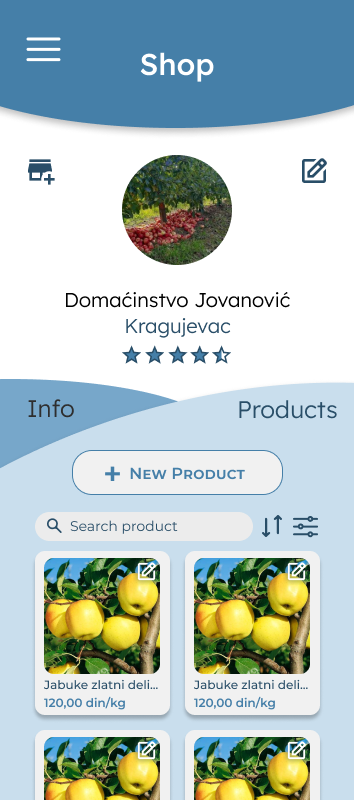 Shop
Domaćinstvo Jovanović
Kragujevac
Info
Products
New Product
Search product
Jabuke zlatni deli...
Jabuke zlatni deli...
120,00 din/kg
120,00 din/kg